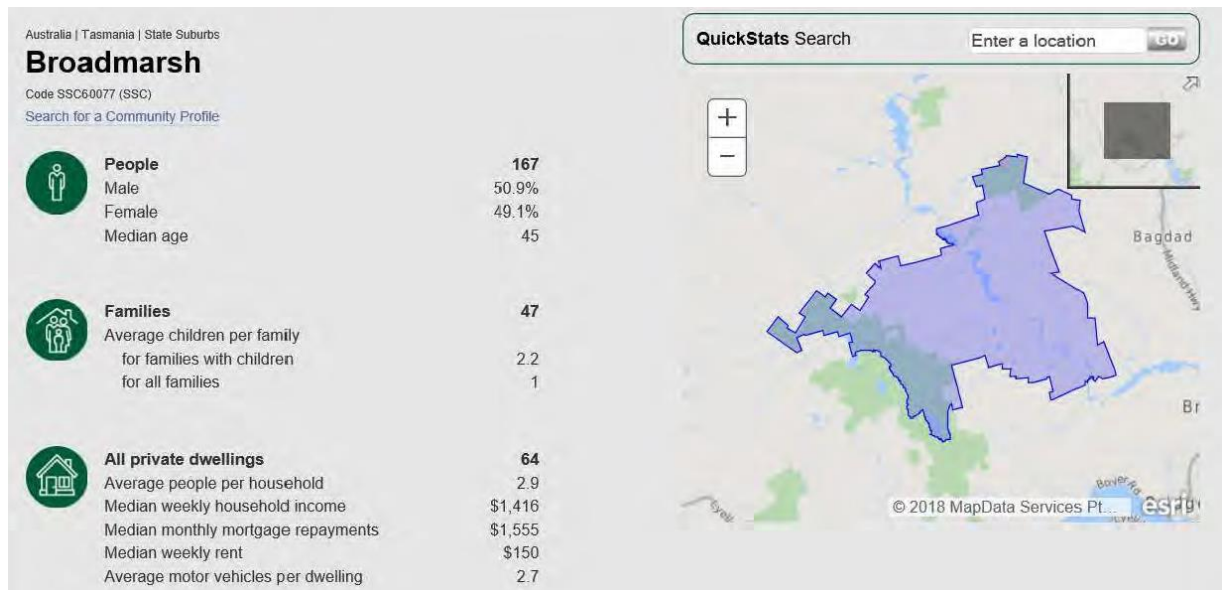 Australia | Tasmania | State Suburbs
Broadmarsh
Code SSC60077 (SSC)
Search for a Community Profile
People 167
Male 50.9%
Female 49.1%
Median age 45
Families 47
Average children per family
for families with children 2.2
for all families 1
All private dwellings 64
Average people per household 2.9
Median weekly household income $1,416
Median monthly mortgage repayments $1,555
Median weekly rent $150
Average motor vehicles per dwelling 2.7
QuickStats Search Enter a location GO
+
−
Bagdad
Midland Hwy
Br
Boyer Rd
© 2018 MapData Services Pt... esri